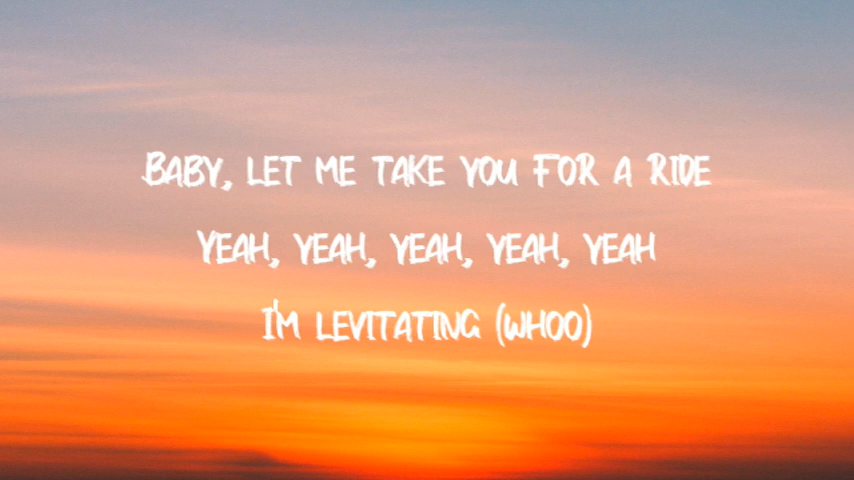 BABY, LET ME TAKE YOU FOR A RIDE
YEAH, YEAH, YEAH, YEAH, YEAH
I'M LEVITATING (WHOO)